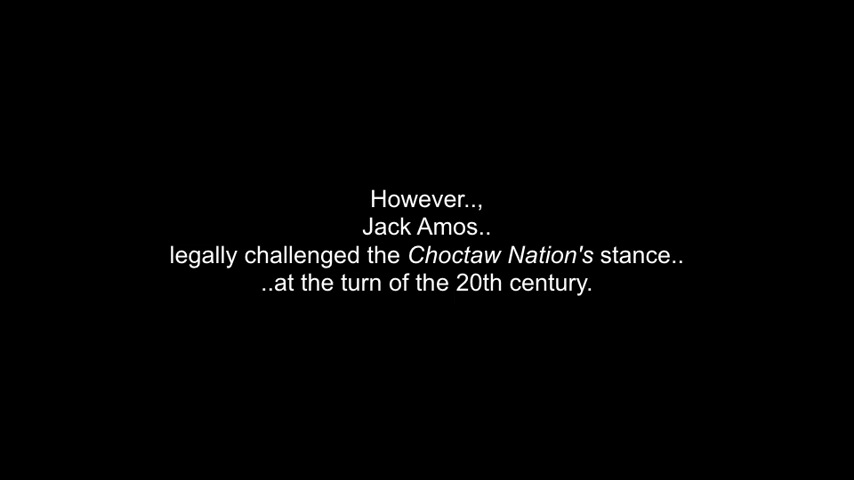 However..,
Jack Amos..
legally challenged the Choctaw Nation's stance..
..at the turn of the 20th century.